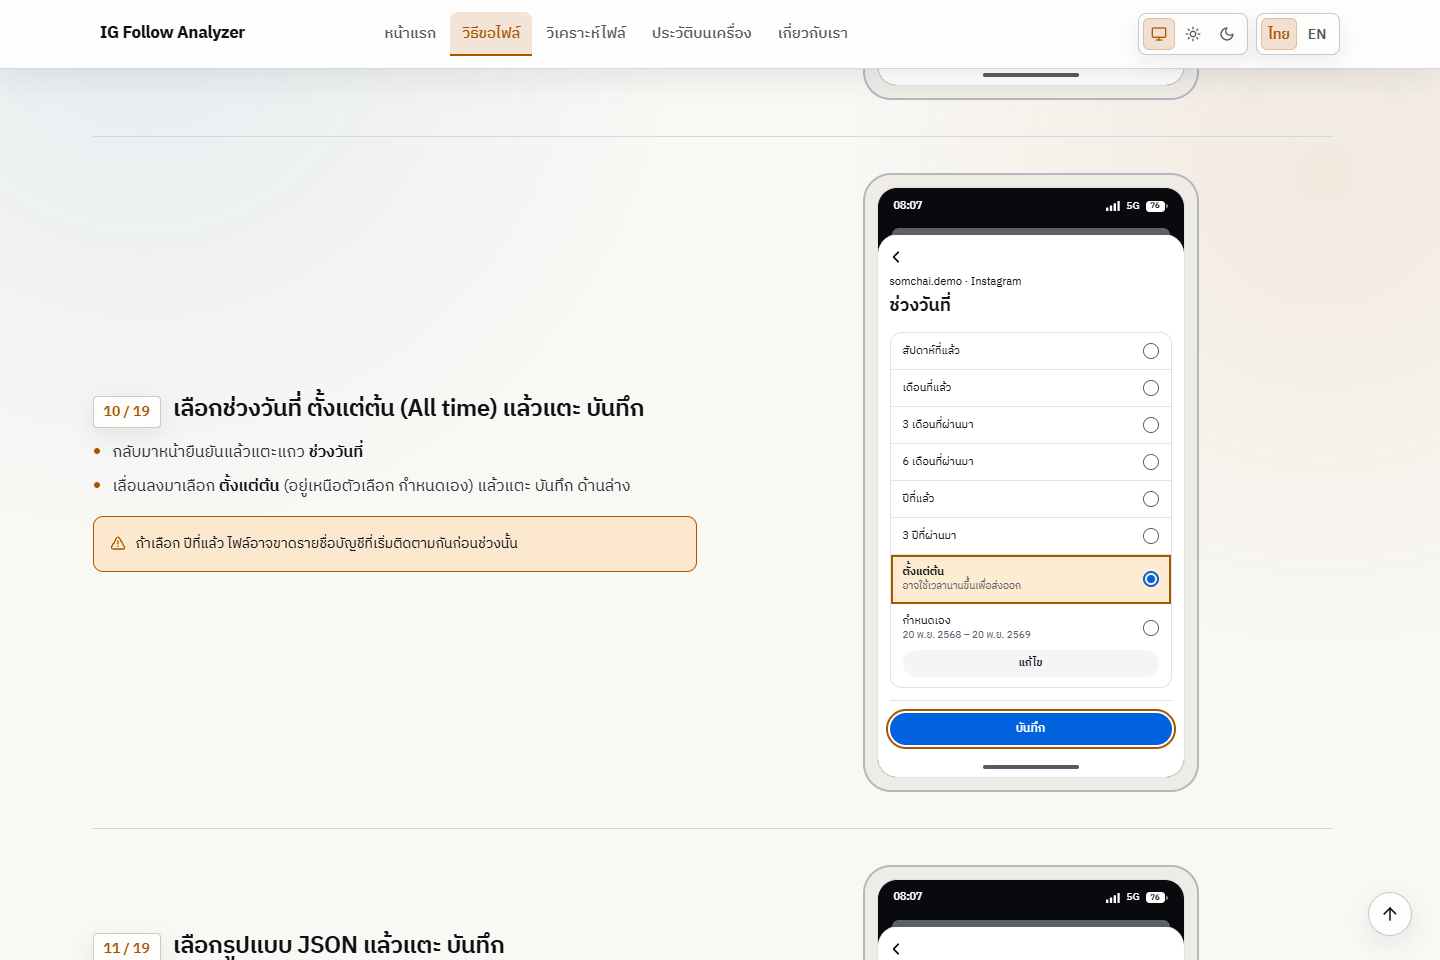 IG Follow Analyzer
หน้าแรก
วิธีขอไฟล์
วิเคราะห์ไฟล์
ประวัติบนเครื่อง
เกี่ยวกับเรา
ไทย
EN
10 / 19
เลือกช่วงวันที่ ตั้งแต่ต้น (All time) แล้วแตะ บันทึก
กลับมาหน้ายืนยันแล้วแตะแถว ช่วงวันที่
เลื่อนลงมาเลือก ตั้งแต่ต้น (อยู่เหนือตัวเลือก กำหนดเอง) แล้วแตะ บันทึก ด้านล่าง
ถ้าเลือก ปีที่แล้ว ไฟล์อาจขาดรายชื่อบัญชีที่เริ่มติดตามกันก่อนช่วงนั้น
08:07
5G
76
somchai.demo · Instagram
ช่วงวันที่
สัปดาห์ที่แล้ว
เดือนที่แล้ว
3 เดือนที่ผ่านมา
6 เดือนที่ผ่านมา
ปีที่แล้ว
3 ปีที่ผ่านมา
ตั้งแต่ต้น
อาจใช้เวลานานขึ้นเพื่อส่งออก
กำหนดเอง
20 พ.ย. 2568 – 20 พ.ย. 2569
แก้ไข
บันทึก
11 / 19
เลือกรูปแบบ JSON แล้วแตะ บันทึก
08:07
5G
76